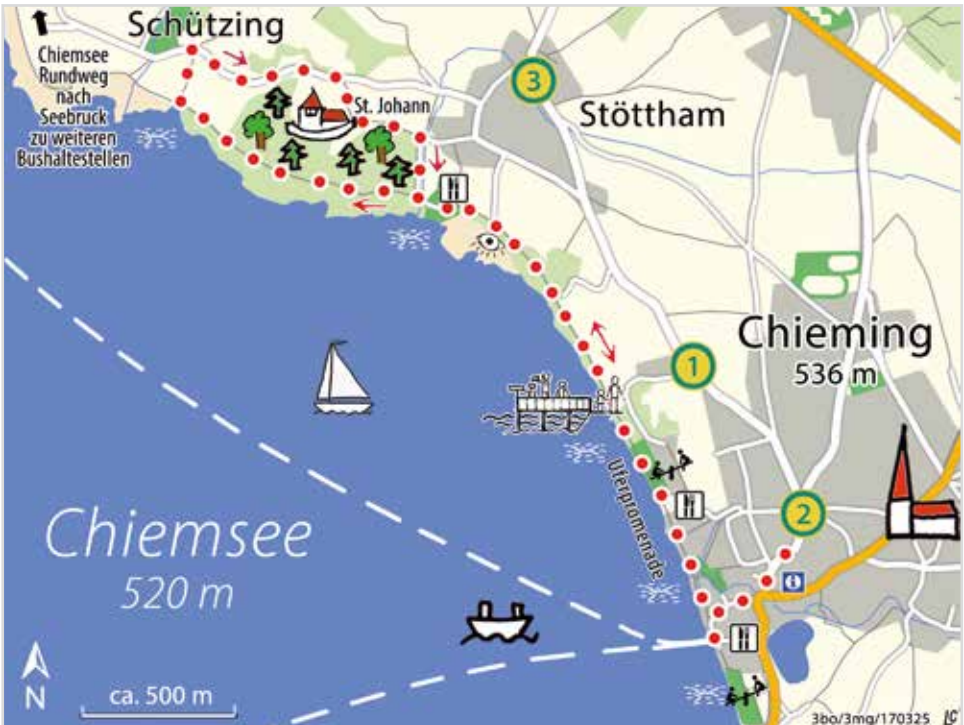 Schützing
Chiemsee
Rundweg
nach
Seebruck
zu weiteren
Bushaltestellen
St. Johann
3
Stöttham
Chieming
536 m
1
2
Uferpromenade
i
Chiemsee
520 m
N
ca. 500 m
3bo/3mg/170325 LC